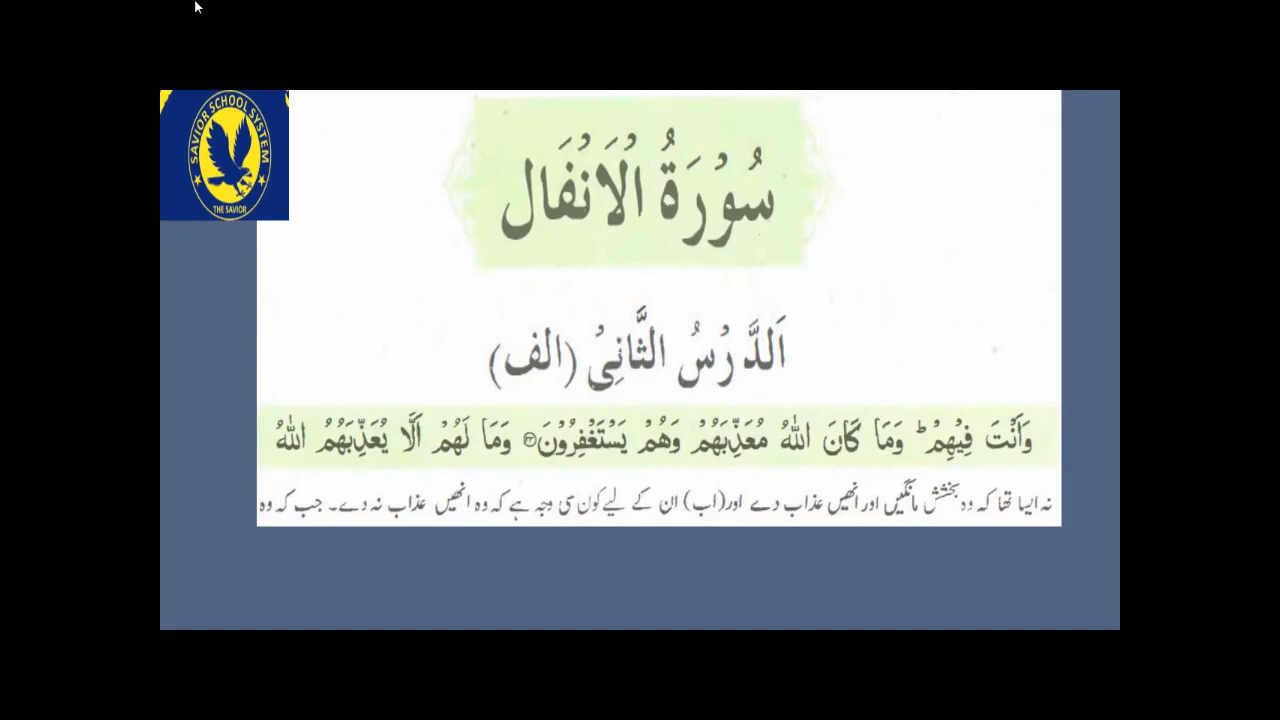 SAVIOR SCHOOL SYSTEM
THE SAVIOR
سُوْرَةُ الْاَنْفَال
اَلدَّرْسُ الثَّانِیْ (الف)
وَاَنْتَ فِيْهِمْ ؕ وَمَا كَانَ اللّٰهُ مُعَذِّبَهُمْ وَهُمْ يَسْتَغْفِرُوْنَ ۝۳۳ وَمَا لَهُمْ اَلَّا يُعَذِّبَهُمُ اللّٰهُ
نہ ایسا تھا کہ وہ بخشش مانگیں اور انھیں عذاب دے اور (اب) ان کے لیے کون سی وجہ ہے کہ وہ انھیں عذاب نہ دے۔ جب کہ وہ